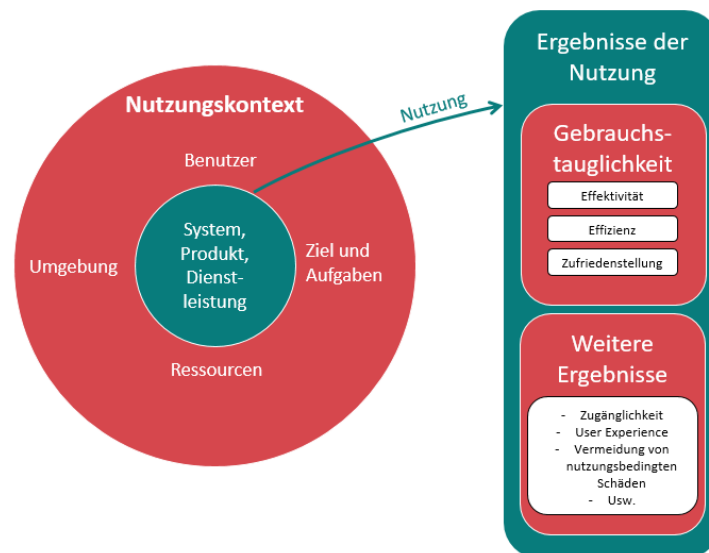 Nutzungskontext
Benutzer
Umgebung
System,
Produkt,
Dienst-
leistung
Ziel und
Aufgaben
Ressourcen
Nutzung
Ergebnisse der
Nutzung
Gebrauchs-
tauglichkeit
Effektivität
Effizienz
Zufriedenstellung
Weitere
Ergebnisse
- Zugänglichkeit
- User Experience
- Vermeidung von
nutzungsbedingten
Schäden
- Usw.